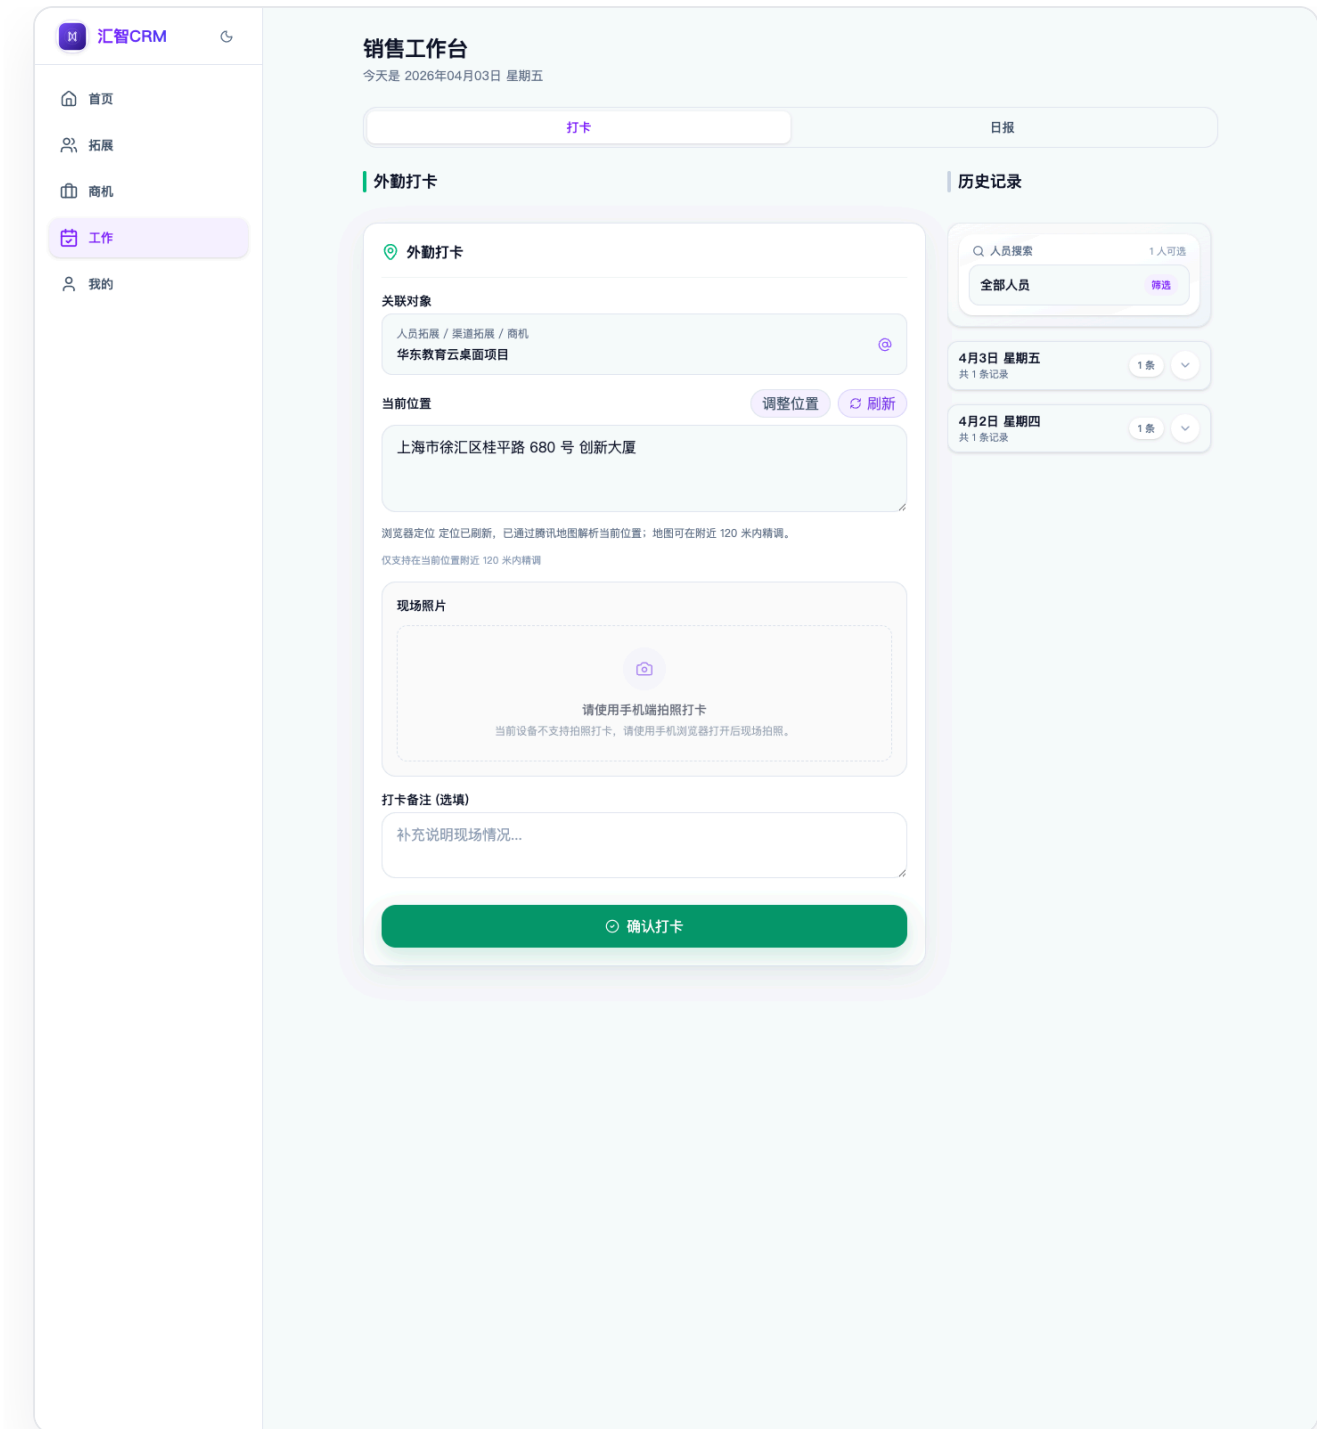 汇智CRM
首页
拓展
商机
工作
我的
销售工作台
今天是 2026年04月03日 星期五
打卡
日报
外勤打卡
外勤打卡
关联对象
人员拓展 / 渠道拓展 / 商机
华东教育云桌面项目
当前位置
调整位置
刷新
上海市徐汇区桂平路 680 号 创新大厦
浏览器定位 定位已刷新，已通过腾讯地图解析当前位置；地图可在附近 120 米内精调。
仅支持在当前位置附近 120 米内精调
现场照片
请使用手机端拍照打卡
当前设备不支持拍照打卡，请使用手机浏览器打开后现场拍照。
打卡备注 (选填)
补充说明现场情况...
确认打卡
历史记录
人员搜索
1 人可选
全部人员
筛选
4月3日 星期五
共 1 条记录
1 条
4月2日 星期四
共 1 条记录
1 条